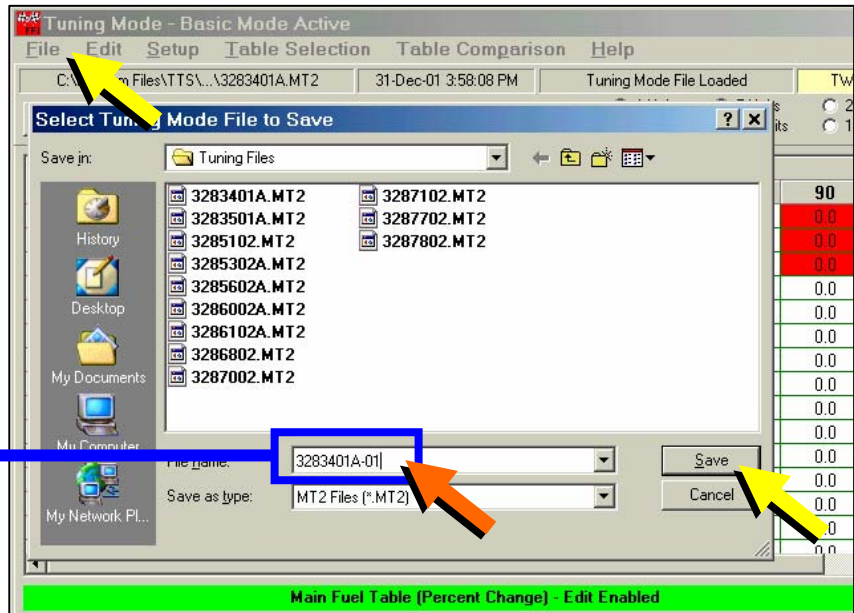 Tuning Mode - Basic Mode Active
File Edit Setup Table Selection Table Comparison Help
Files\TTS\...\3283401A.MT2 31-Dec-01 3:58:08 PM Tuning Mode File Loaded TW
Select Tuning Mode File to Save
Save in: Tuning Files
3283401A.MT2 3287102.MT2
3283501A.MT2 3287702.MT2
3285102.MT2 3287802.MT2
3285302A.MT2
3285602A.MT2
3286002A.MT2
3286102A.MT2
3286802.MT2
3287002.MT2
History
Desktop
My Documents
My Computer
My Network Pl...
File name: 3283401A-01
Save
Save as type: MT2 Files (*.MT2)
Cancel
90
0.0
0.0
0.0
0.0
0.0
0.0
0.0
0.0
0.0
0.0
0.0
0.0
0.0
Main Fuel Table (Percent Change) - Edit Enabled